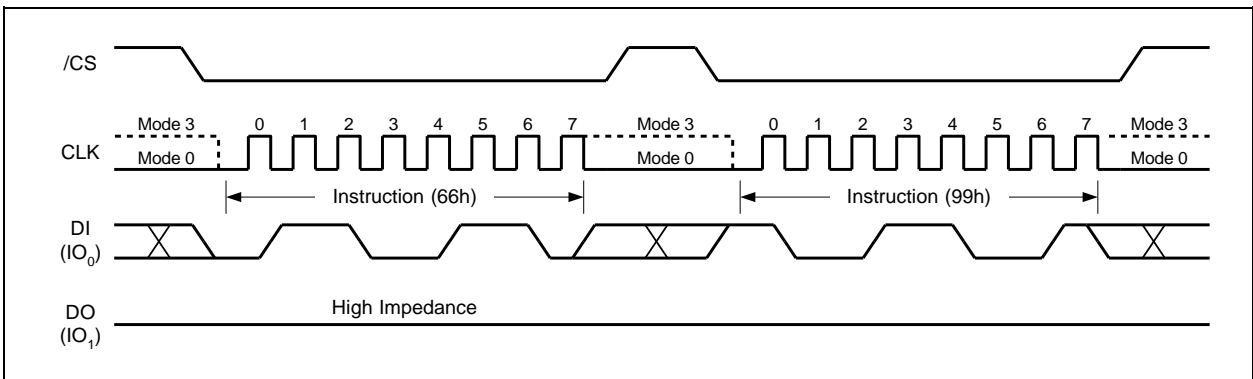 /CS
Mode 3 0 1 2 3 4 5 6 7 Mode 3 0 1 2 3 4 5 6 7 Mode 3
CLK
Mode 0 Mode 0 Mode 0
Instruction (66h) Instruction (99h)
DI
(IO0)
High Impedance
DO
(IO1)